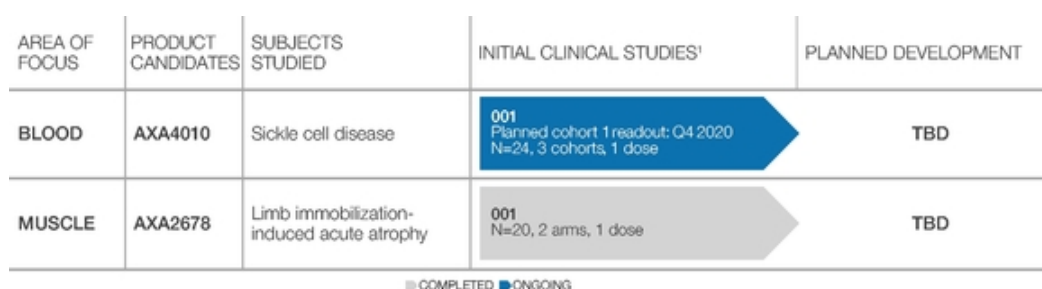 AREA OF FOCUS
PRODUCT CANDIDATES
SUBJECTS STUDIED
INITIAL CLINICAL STUDIES¹
PLANNED DEVELOPMENT
BLOOD
AXA4010
Sickle cell disease
001
Planned cohort 1 readout: Q4 2020
N=24, 3 cohorts, 1 dose
TBD
MUSCLE
AXA2678
Limb immobilization-
induced acute atrophy
001
N=20, 2 arms, 1 dose
TBD
COMPLETED ONGOING